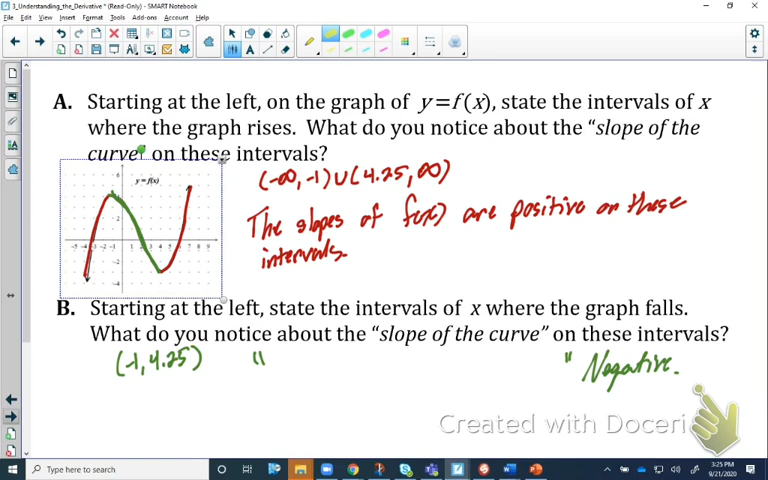 3_Understanding_the_Derivative * (Read-Only) - SMART Notebook
File Edit View Insert Format Tools Add-ons Account Help
A. Starting at the left, on the graph of y=f(x), state the intervals of x
where the graph rises. What do you notice about the “slope of the
curve” on these intervals?
y = f(x)
(-∞, -1) ∪ (4.25, ∞)
The slopes of f(x) are positive on these
intervals.
B. Starting at the left, state the intervals of x where the graph falls.
What do you notice about the “slope of the curve” on these intervals?
(-1, 4.25) " " Negative.
Created with Doceri
Type here to search
3:25 PM
9/21/2020